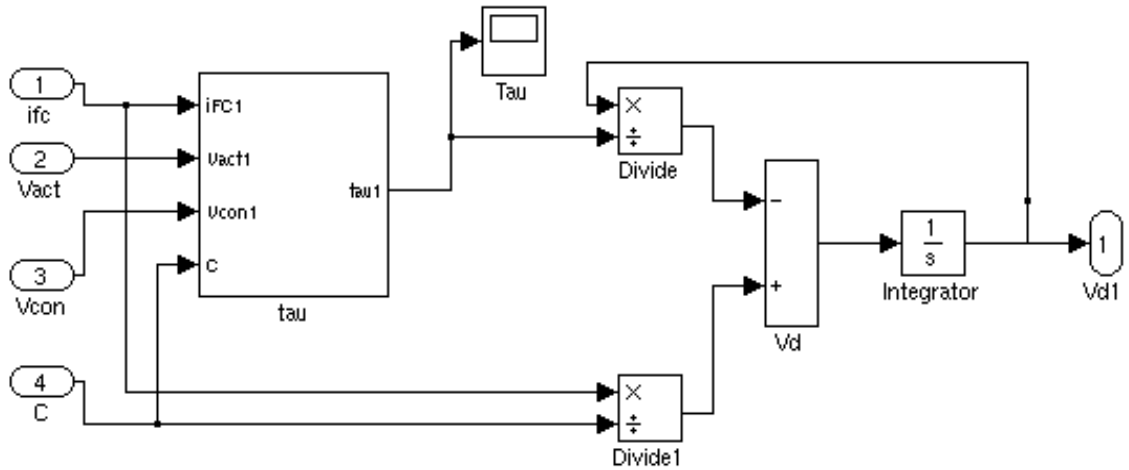 1
ifc
2
Vact
3
Vcon
4
C
iFC1
Vact1
Vcon1
C
tau1
tau
Tau
×
÷
Divide
×
÷
Divide1
−
+
Vd
1
s
Integrator
1
Vd1